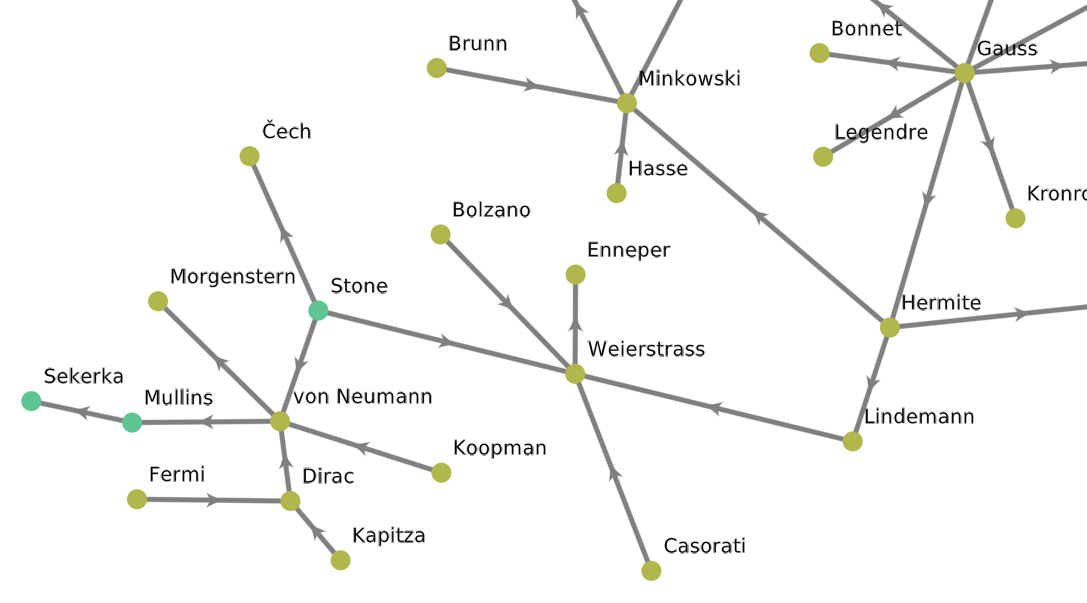 Bonnet
Brunn
Gauss
Minkowski
Čech
Legendre
Hasse
Kronro
Bolzano
Enneper
Morgenstern
Stone
Hermite
Weierstrass
Sekerka
Mullins
von Neumann
Lindemann
Koopman
Fermi
Dirac
Kapitza
Casorati